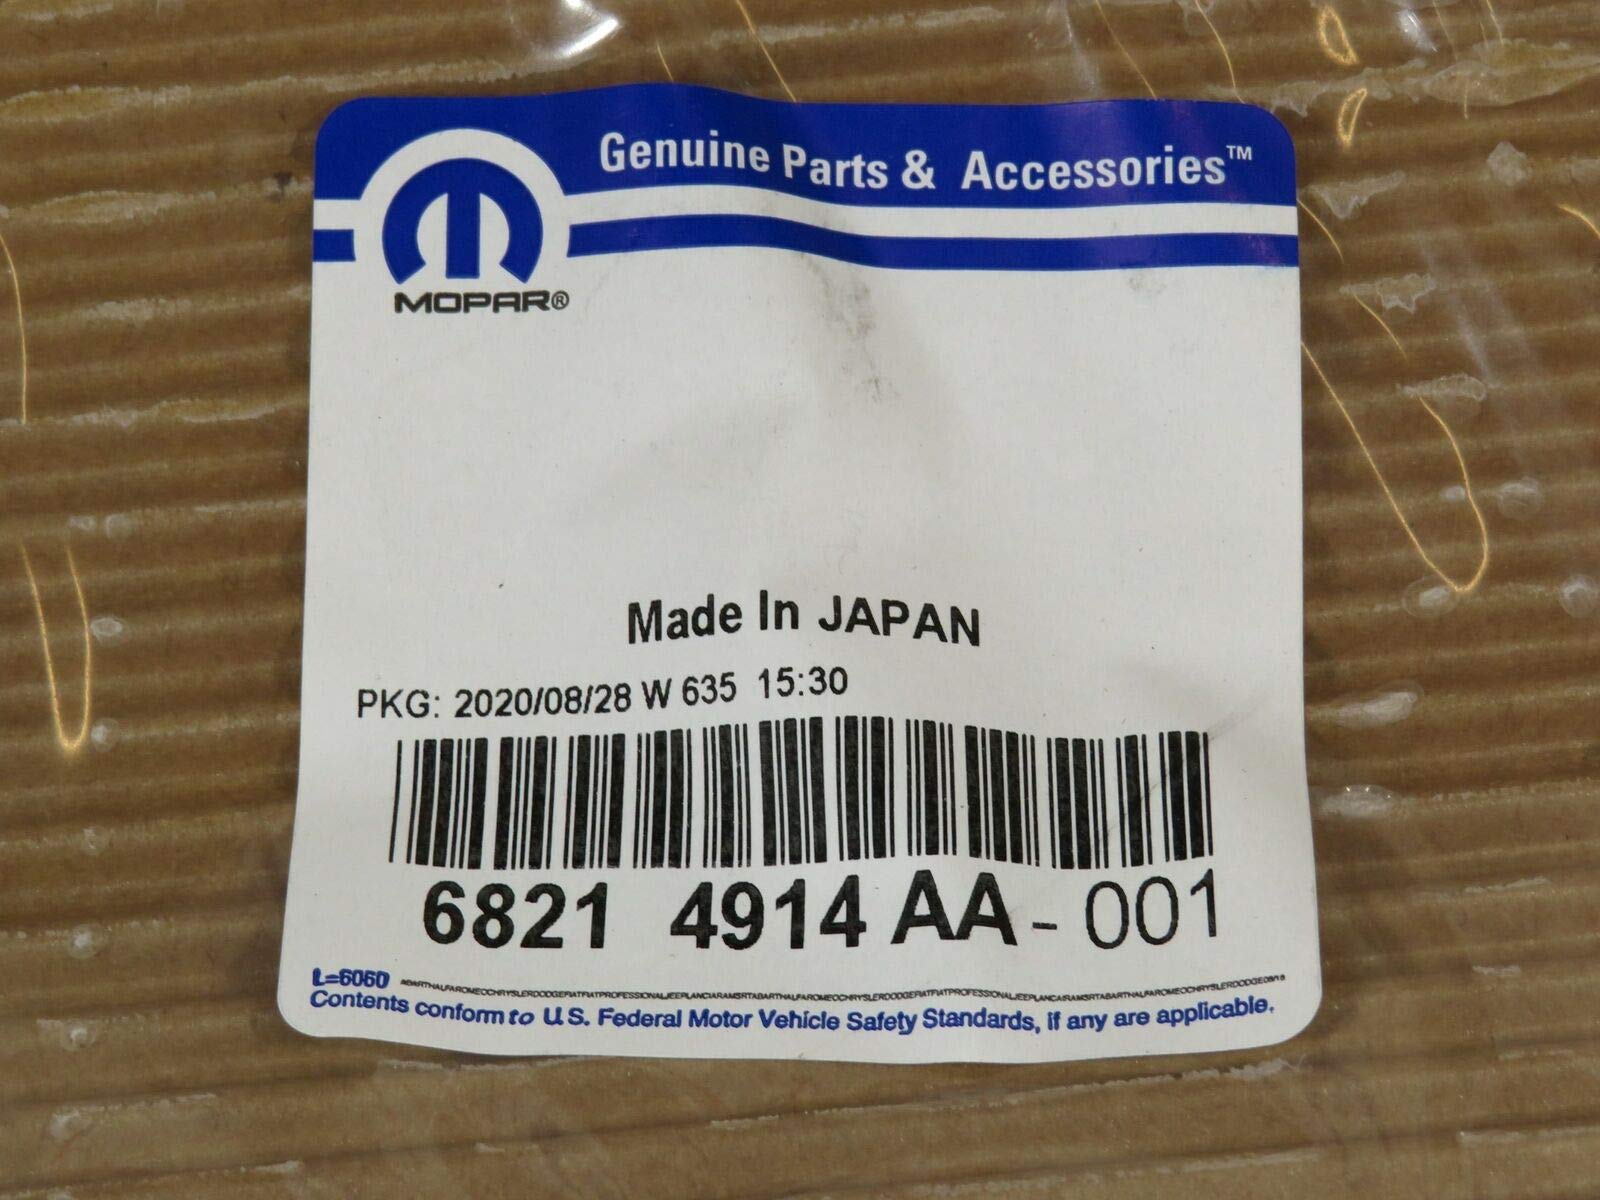 Genuine Parts & Accessories™
MOPAR®
Made In JAPAN
PKG: 2020/08/28 W 635 15:30
6821 4914 AA - 001
L=6060
Contents conform to U.S. Federal Motor Vehicle Safety Standards, if any are applicable.